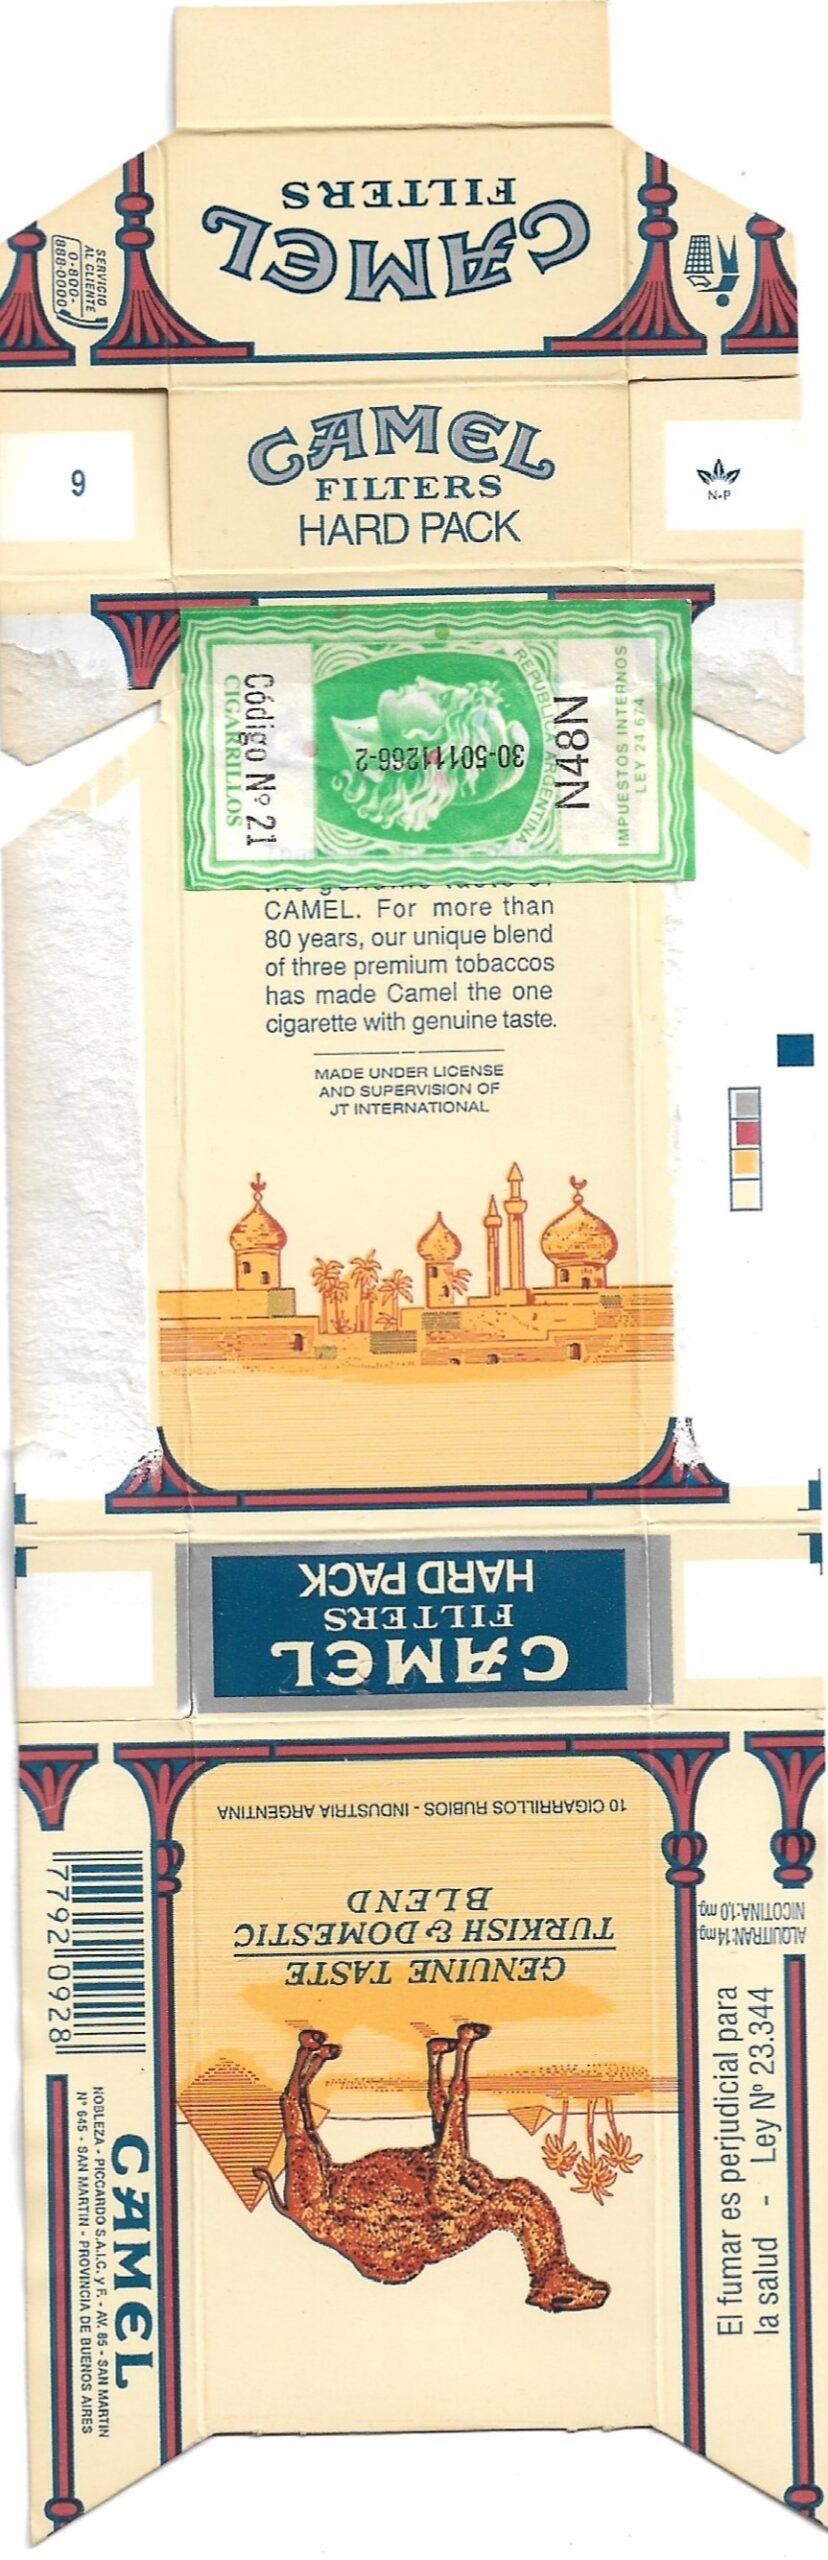 CAMEL
FILTERS
SERVICIO
AL CLIENTE
0-800-
888-0000
CAMEL
FILTERS
HARD PACK
9
N-P
Código Nº 21
CIGARRILLOS
30-50111266-2
REPUBLICA ARGENTINA
N48N
IMPUESTOS INTERNOS
LEY 24.674
CAMEL. For more than
80 years, our unique blend
of three premium tobaccos
has made Camel the one
cigarette with genuine taste.
MADE UNDER LICENSE
AND SUPERVISION OF
JT INTERNATIONAL
CAMEL
FILTERS
HARD PACK
GENUINE TASTE
TURKISH & DOMESTIC
BLEND
10 CIGARRILLOS RUBIOS - INDUSTRIA ARGENTINA
ALQUITRAN: 14 mg
NICOTINA: 1,0 mg.
El fumar es perjudicial para
la salud - Ley Nº 23.344
7792 0928
CAMEL
NOBLEZA - PICCARDO S.A.I.C. y F. - AV. 85 - SAN MARTIN
Nº 645 - SAN MARTIN - PROVINCIA DE BUENOS AIRES